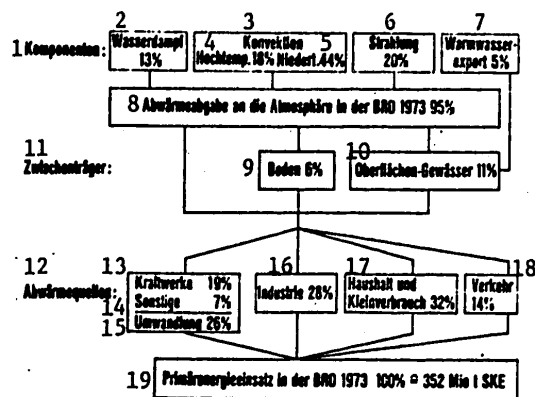 2 3 6 7
1 Komponenten: Wasserdampf 13% 4 Konvektion 5 Hochtemp. 18% Niedert. 44% Strahlung 20% Warmwasser-export 5%
8 Abwärmeabgabe an die Atmosphäre in der BRD 1973 95%
11
Zwischenträger: 9 Boden 6% 10 Oberflächen-Gewässer 11%
12 13 16 17 18
Abwärmequellen: Kraftwerke 19%
14 Sonstige 7%
15 Umwandlung 26%
Industrie 28%
Haushalt und
Kleinverbrauch 32%
Verkehr
14%
19 Primärenergieeinsatz in der BRD 1973 100% ≙ 352 Mio t SKE